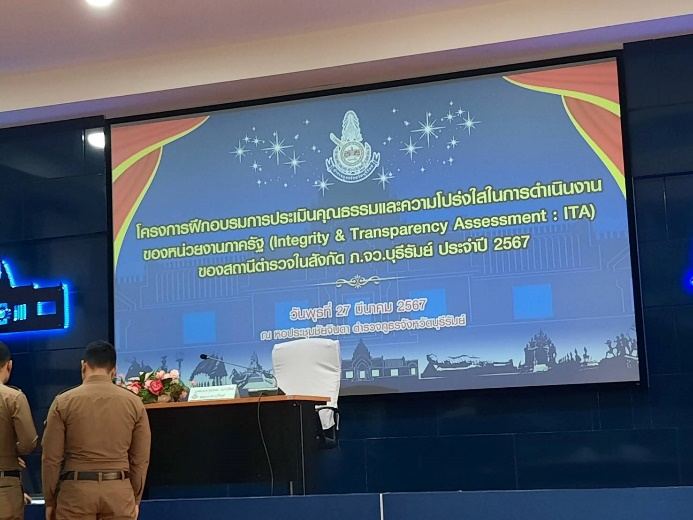 โครงการฝึกอบรมการประเมินคุณธรรมและความโปร่งใสในการดำเนินงาน
ของหน่วยงานภาครัฐ (Integrity & Transparency Assessment : ITA)
ของสถานีตำรวจในสังกัด ภ.จว.บุรีรัมย์ ประจำปี 2567
วันพุธที่ 27 มีนาคม 2567
ณ หอประชุมชัยจินดา ตำรวจภูธรจังหวัดบุรีรัมย์